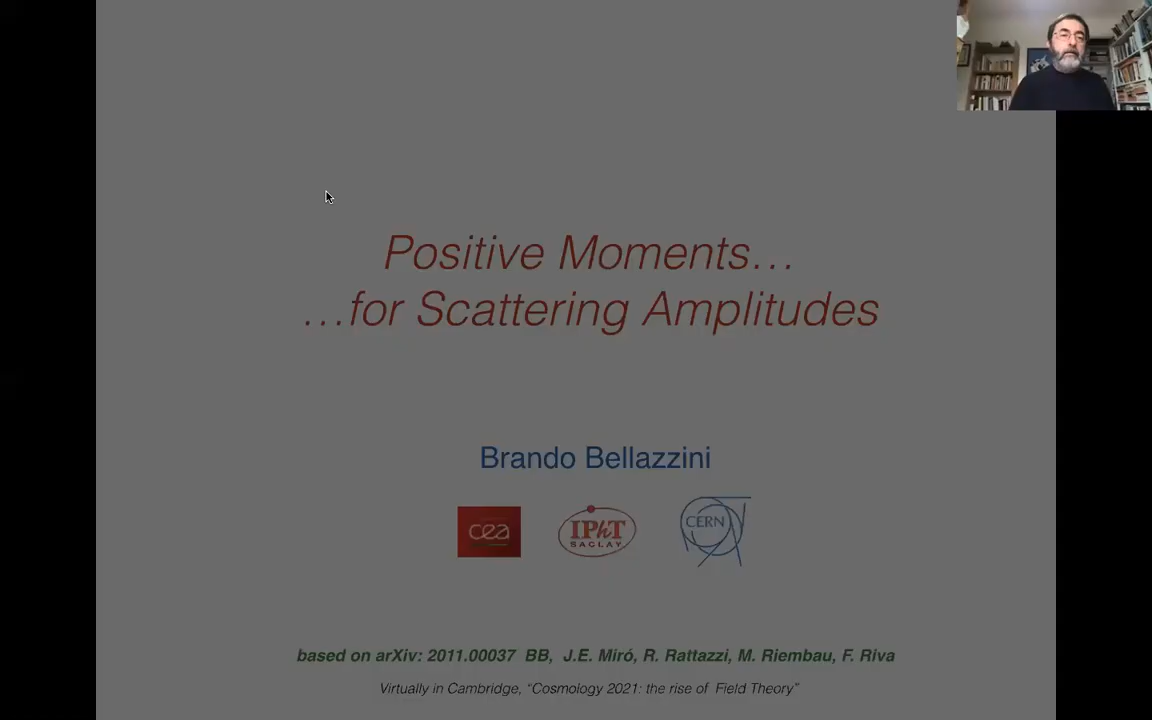 Positive Moments…
…for Scattering Amplitudes
Brando Bellazzini
cea
IPhT
SACLAY
CERN
based on arXiv: 2011.00037 BB, J.E. Miró, R. Rattazzi, M. Riembau, F. Riva
Virtually in Cambridge, “Cosmology 2021: the rise of Field Theory”